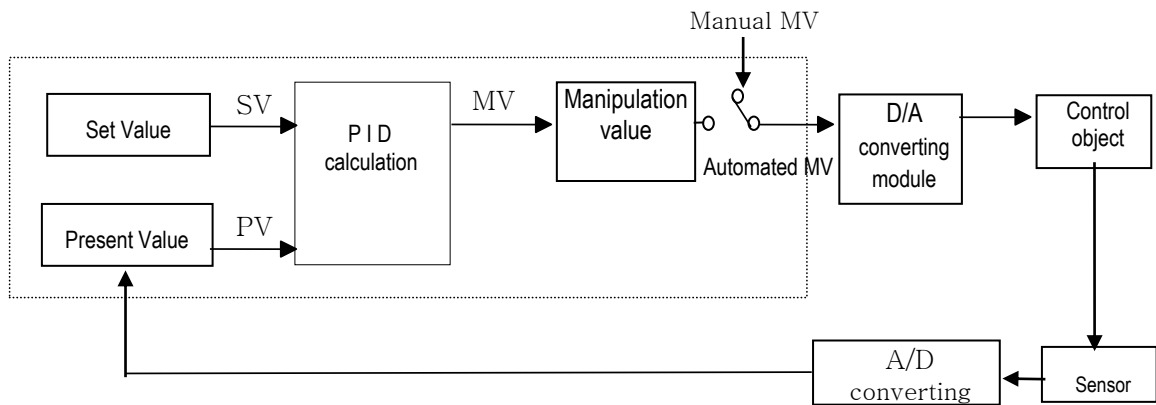 Manual MV
Set Value
SV
P I D
calculation
MV
Manipulation
value
Automated MV
D/A
converting
module
Control
object
Present Value
PV
A/D
converting
Sensor